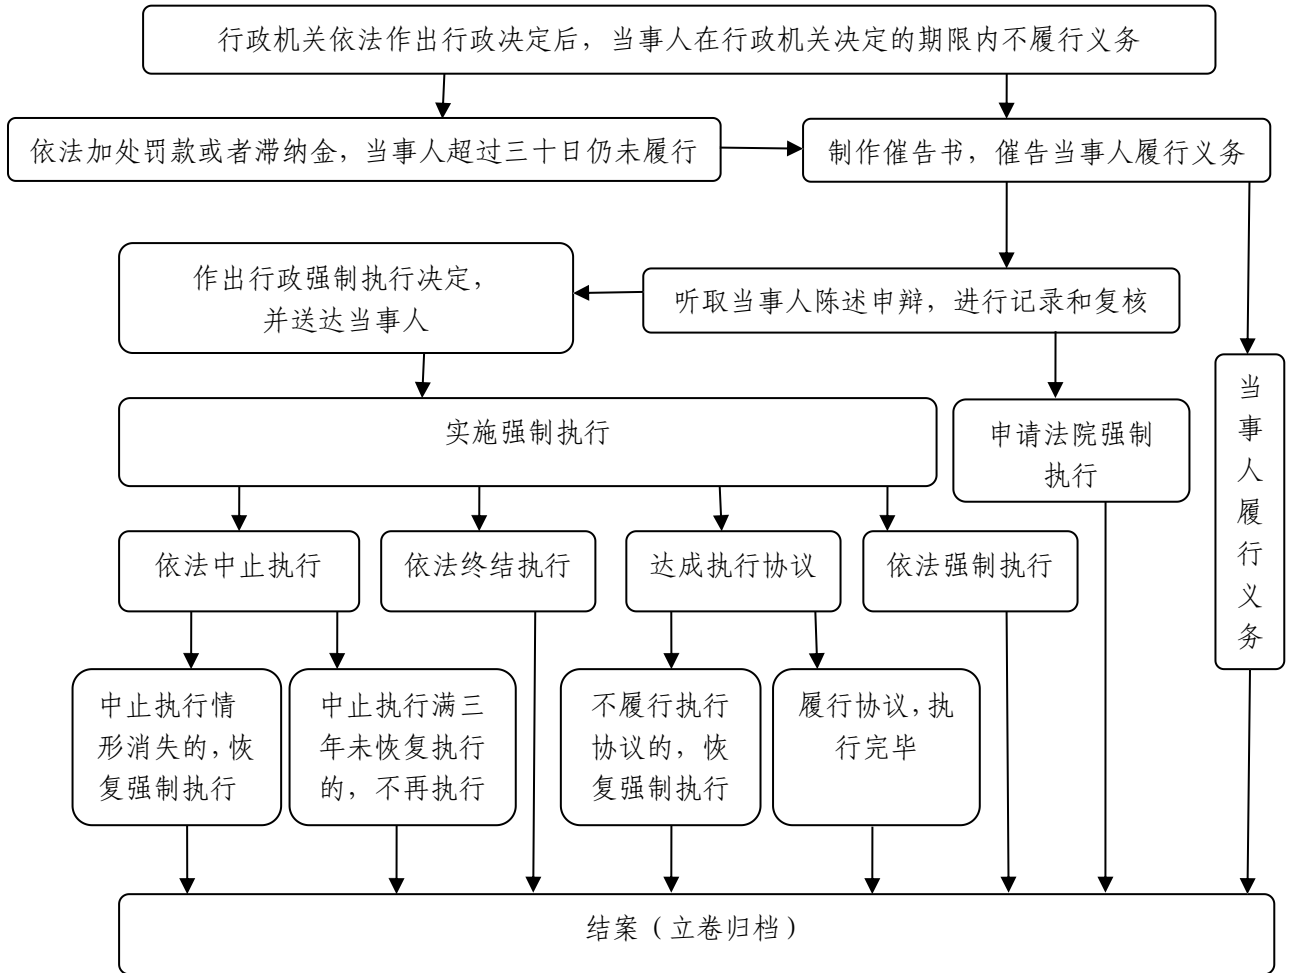 行政机关依法作出行政决定后，当事人在行政机关决定的期限内不履行义务
依法加处罚款或者滞纳金，当事人超过三十日仍未履行
制作催告书，催告当事人履行义务
作出行政强制执行决定，
并送达当事人
听取当事人陈述申辩，进行记录和复核
当事人履行义务
实施强制执行
申请法院强制
执行
依法中止执行
依法终结执行
达成执行协议
依法强制执行
中止执行情
形消失的，恢
复强制执行
中止执行满三
年未恢复执行
的，不再执行
不履行执行
协议的，恢
复强制执行
履行协议，执
行完毕
结案（立卷归档）